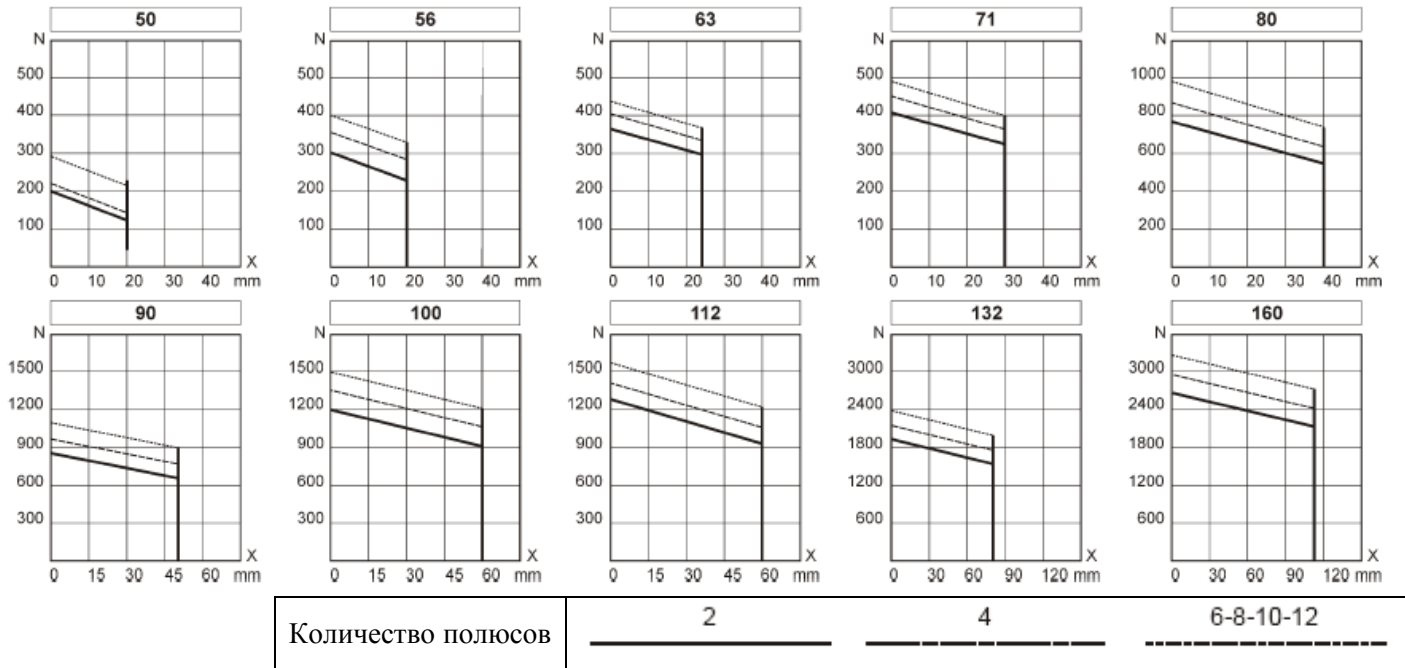 50 56 63 71 80
N N N N N
500 500 500 500 1000
400 400 400 400 800
300 300 300 300 600
200 200 200 200 400
100 100 100 100 200
X X X X X
0 10 20 30 40 mm 0 10 20 30 40 mm 0 10 20 30 40 mm 0 10 20 30 40 mm 0 10 20 30 40 mm
90 100 112 132 160
N N N N N
1500 1500 1500 3000 3000
1200 1200 1200 2400 2400
900 900 900 1800 1800
600 600 600 1200 1200
300 300 300 600 600
X X X X X
0 15 30 45 60 mm 0 15 30 45 60 mm 0 15 30 45 60 mm 0 30 60 90 120 mm 0 30 60 90 120 mm
Количество полюсов 2 4 6-8-10-12